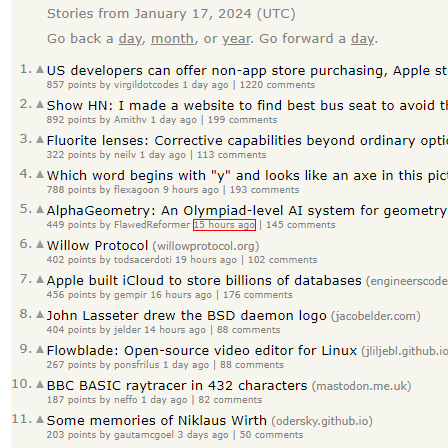 Stories from January 17, 2024 (UTC)
Go back a day, month, or year. Go forward a day.
1. ▲ US developers can offer non-app store purchasing, Apple st
857 points by virgildotcodes 1 day ago | 1220 comments
2. ▲ Show HN: I made a website to find best bus seat to avoid t
892 points by Amithv 1 day ago | 199 comments
3. ▲ Fluorite lenses: Corrective capabilities beyond ordinary opti
322 points by neilv 1 day ago | 113 comments
4. ▲ Which word begins with "y" and looks like an axe in this pic
788 points by flexagoon 9 hours ago | 193 comments
5. ▲ AlphaGeometry: An Olympiad-level AI system for geometry
449 points by FlawedReformer 15 hours ago | 145 comments
6. ▲ Willow Protocol (willowprotocol.org)
402 points by todsacerdoti 19 hours ago | 102 comments
7. ▲ Apple built iCloud to store billions of databases (engineerscode
456 points by gempir 16 hours ago | 176 comments
8. ▲ John Lasseter drew the BSD daemon logo (jacobelder.com)
404 points by jelder 14 hours ago | 88 comments
9. ▲ Flowblade: Open-source video editor for Linux (jliljebl.github.io
267 points by ponsfrilus 1 day ago | 88 comments
10. ▲ BBC BASIC raytracer in 432 characters (mastodon.me.uk)
187 points by neffo 1 day ago | 82 comments
11. ▲ Some memories of Niklaus Wirth (odersky.github.io)
203 points by gautamcgoel 3 days ago | 50 comments